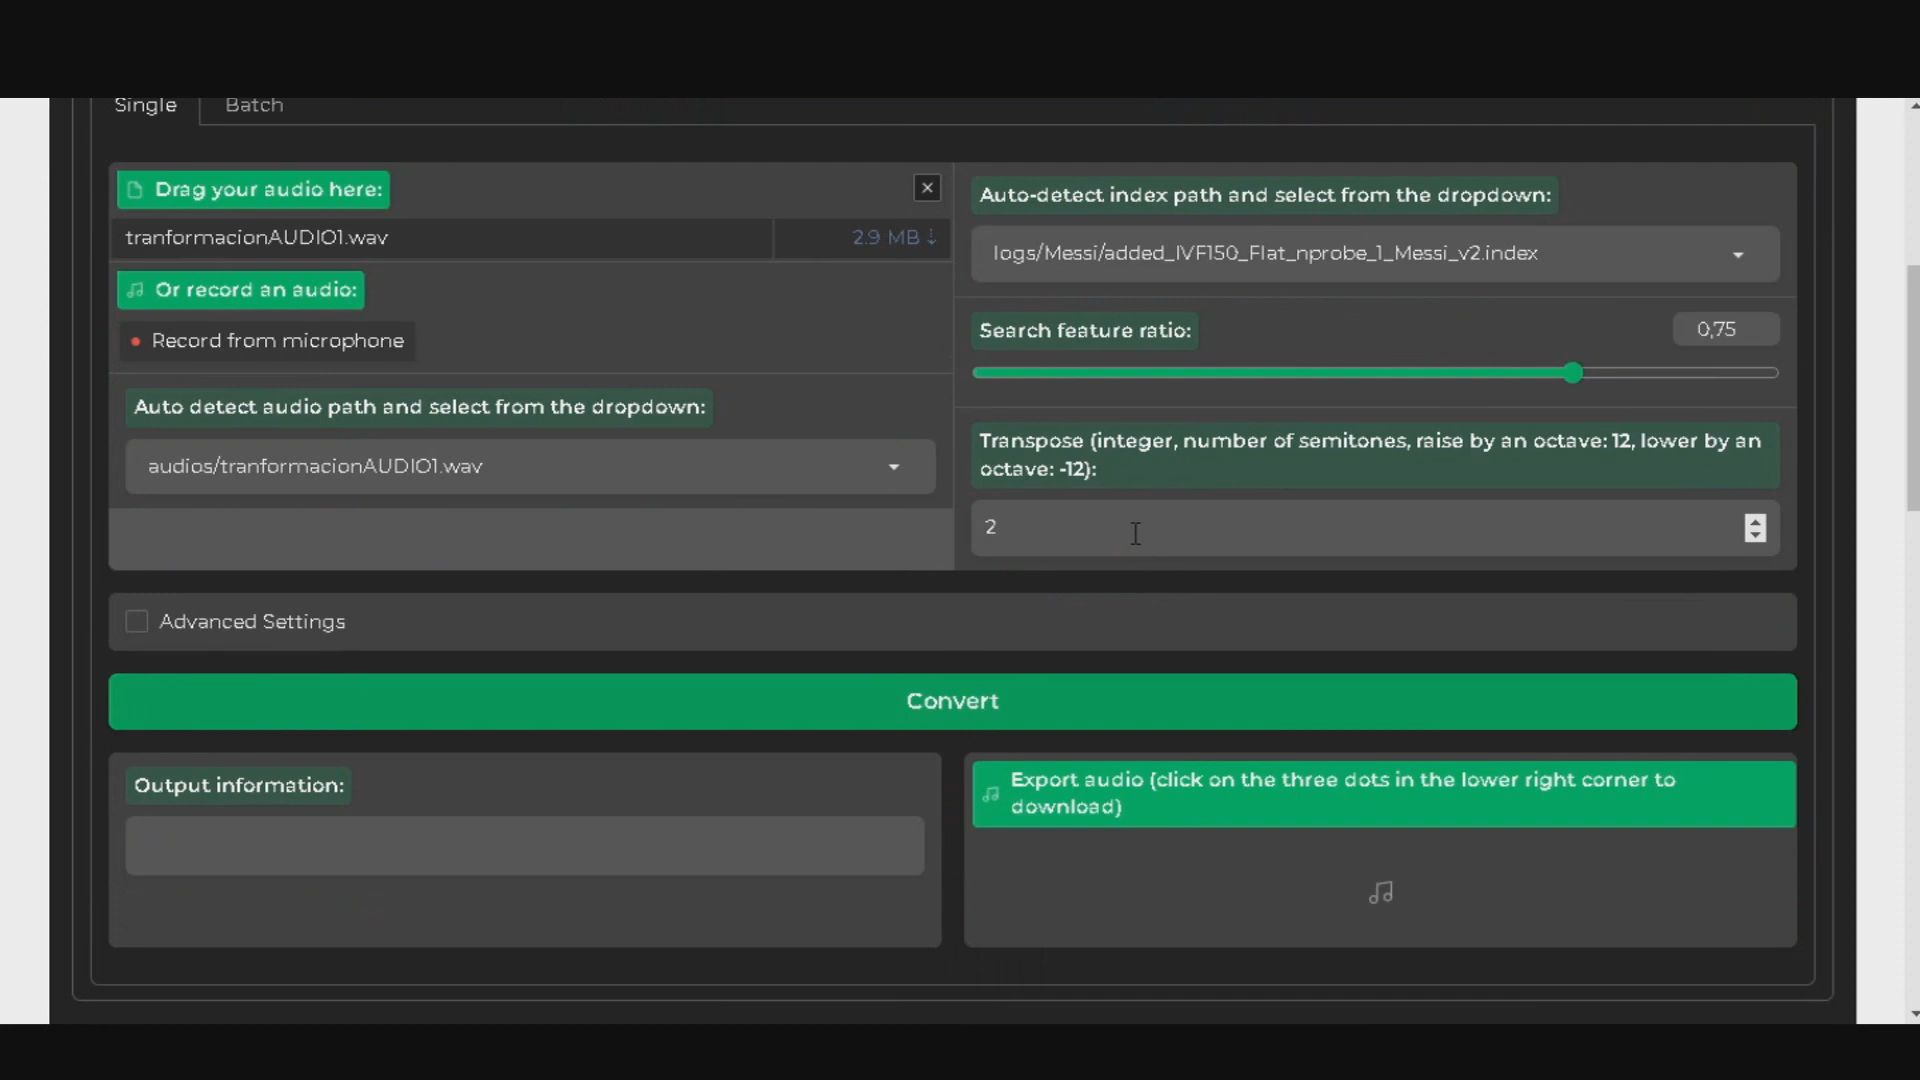 Single
Batch
Drag your audio here:
tranformacionAUDIO1.wav
2.9 MB ↓
Or record an audio:
Record from microphone
Auto detect audio path and select from the dropdown:
audios/tranformacionAUDIO1.wav
Auto-detect index path and select from the dropdown:
logs/Messi/added_IVF150_Flat_nprobe_1_Messi_v2.index
Search feature ratio:
0,75
Transpose (integer, number of semitones, raise by an octave: 12, lower by an
octave: -12):
2
Advanced Settings
Convert
Output information:
Export audio (click on the three dots in the lower right corner to
download)